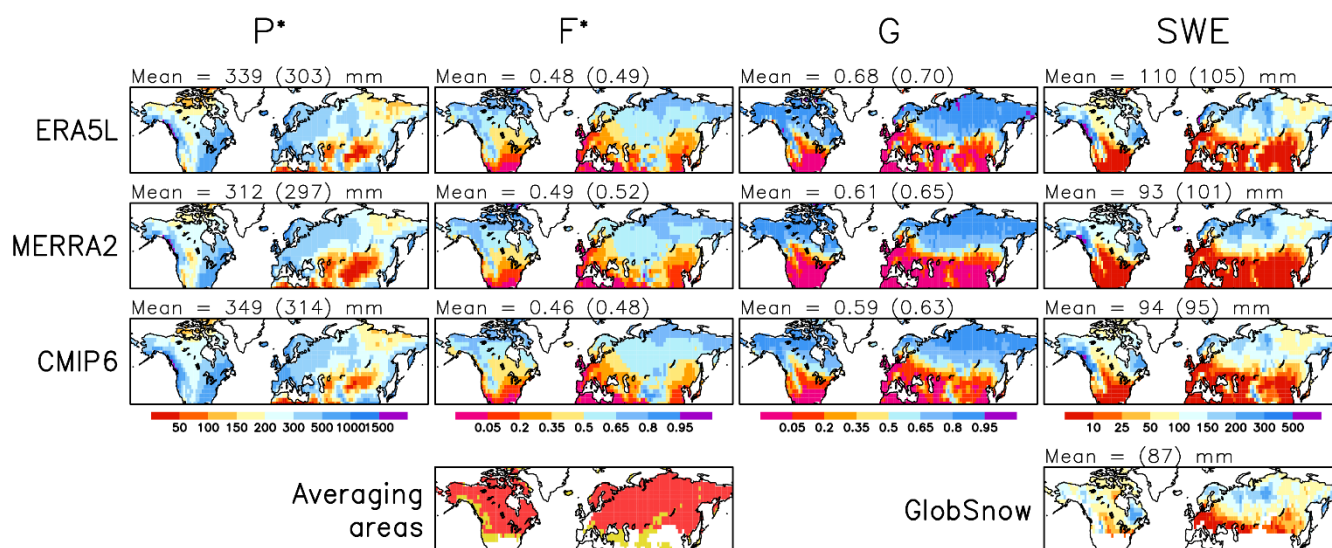 P* F* G SWE
Mean = 339 (303) mm Mean = 0.48 (0.49) Mean = 0.68 (0.70) Mean = 110 (105) mm
ERA5L
Mean = 312 (297) mm Mean = 0.49 (0.52) Mean = 0.61 (0.65) Mean = 93 (101) mm
MERRA2
Mean = 349 (314) mm Mean = 0.46 (0.48) Mean = 0.59 (0.63) Mean = 94 (95) mm
CMIP6
50 100 150 200 300 500 1000 1500 0.05 0.2 0.35 0.5 0.65 0.8 0.95 0.05 0.2 0.35 0.5 0.65 0.8 0.95 10 25 50 100 150 200 300 500
Mean = (87) mm
Averaging
areas
GlobSnow